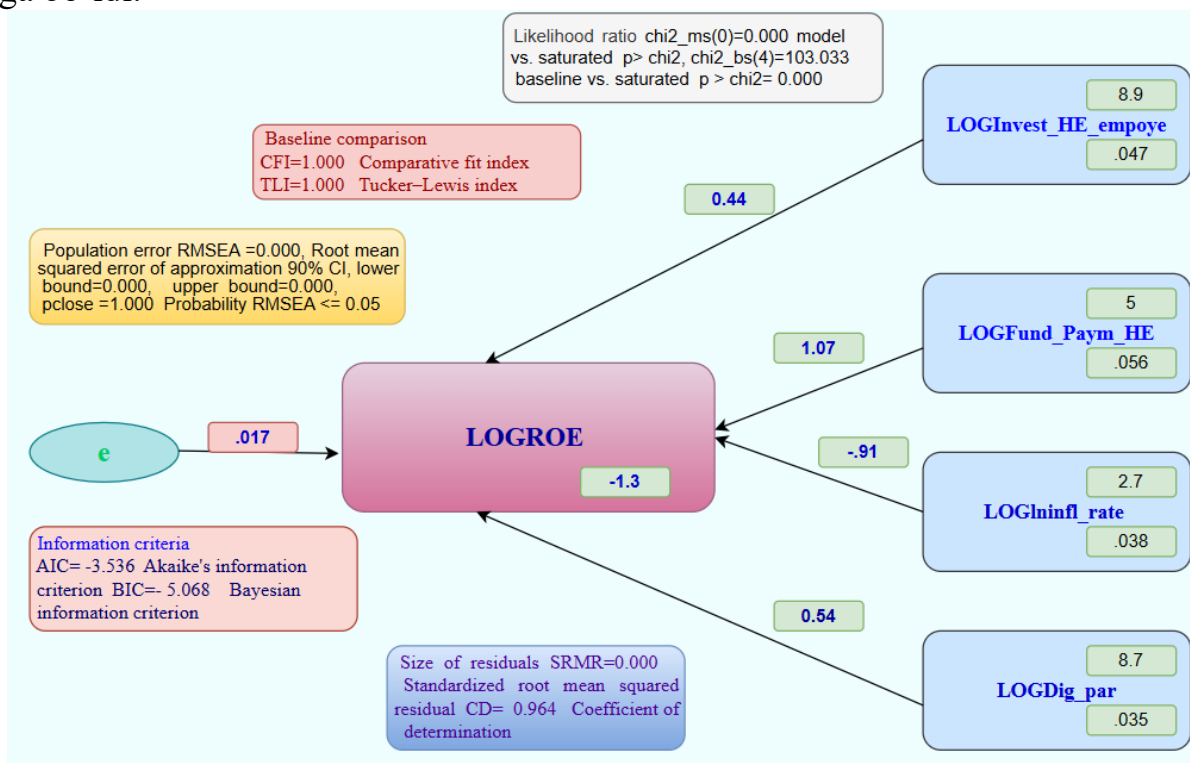 ga bo'ldi.
Likelihood ratio chi2_ms(0)=0.000 model
vs. saturated p> chi2, chi2_bs(4)=103.033
baseline vs. saturated p > chi2= 0.000
8.9
LOGInvest_HE_empoye
.047
Baseline comparison
CFI=1.000 Comparative fit index
TLI=1.000 Tucker–Lewis index
0.44
Population error RMSEA =0.000, Root mean
squared error of approximation 90% CI, lower
bound=0.000, upper bound=0.000,
pclose =1.000 Probability RMSEA <= 0.05
5
LOGFund_Paym_HE
.056
1.07
e
.017
LOGROE
-1.3
-.91
2.7
LOGlninfl_rate
.038
Information criteria
AIC= -3.536 Akaike's information
criterion BIC=- 5.068 Bayesian
information criterion
0.54
Size of residuals SRMR=0.000
Standardized root mean squared
residual CD= 0.964 Coefficient of
determination
8.7
LOGDig_par
.035